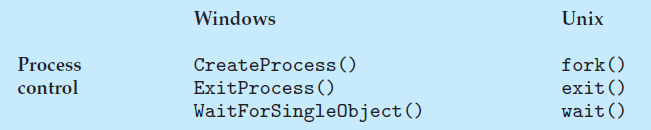 Windows Unix
Process CreateProcess() fork()
control ExitProcess() exit()
WaitForSingleObject() wait()